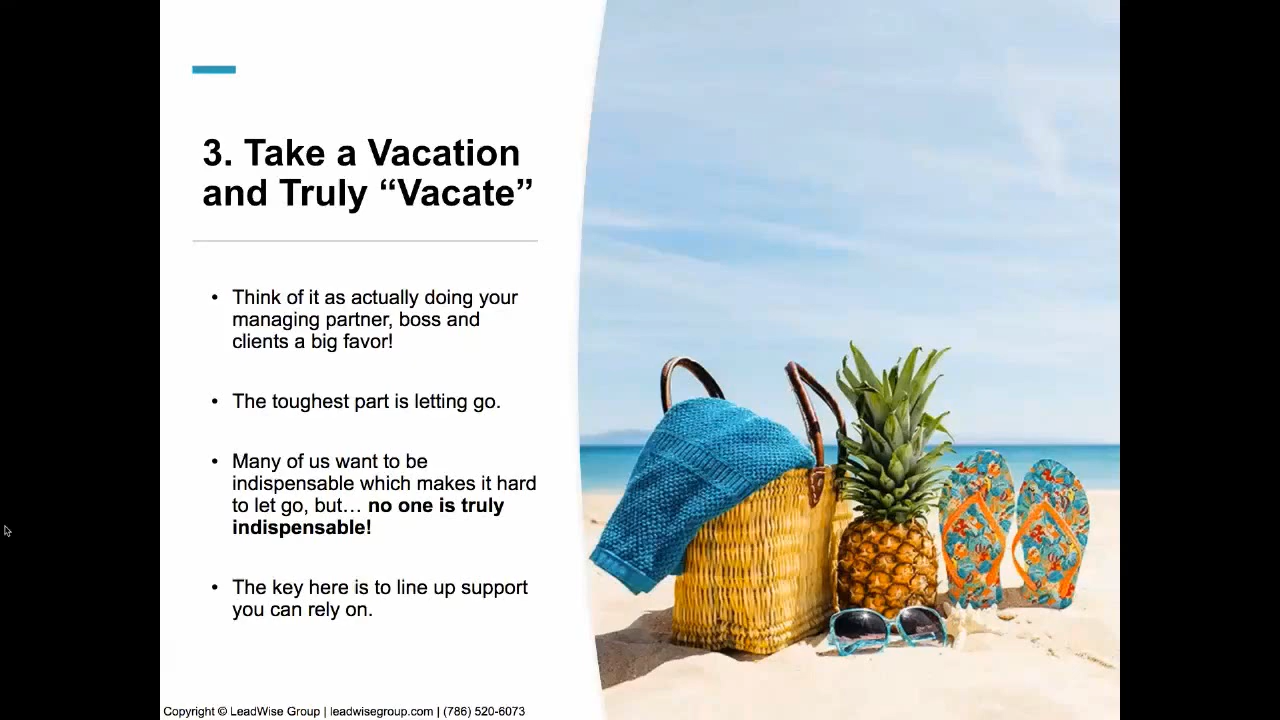 3. Take a Vacation
and Truly “Vacate”
• Think of it as actually doing your
managing partner, boss and
clients a big favor!
• The toughest part is letting go.
• Many of us want to be
indispensable which makes it hard
to let go, but… no one is truly
indispensable!
• The key here is to line up support
you can rely on.
Copyright © LeadWise Group | leadwisegroup.com | (786) 520-6073